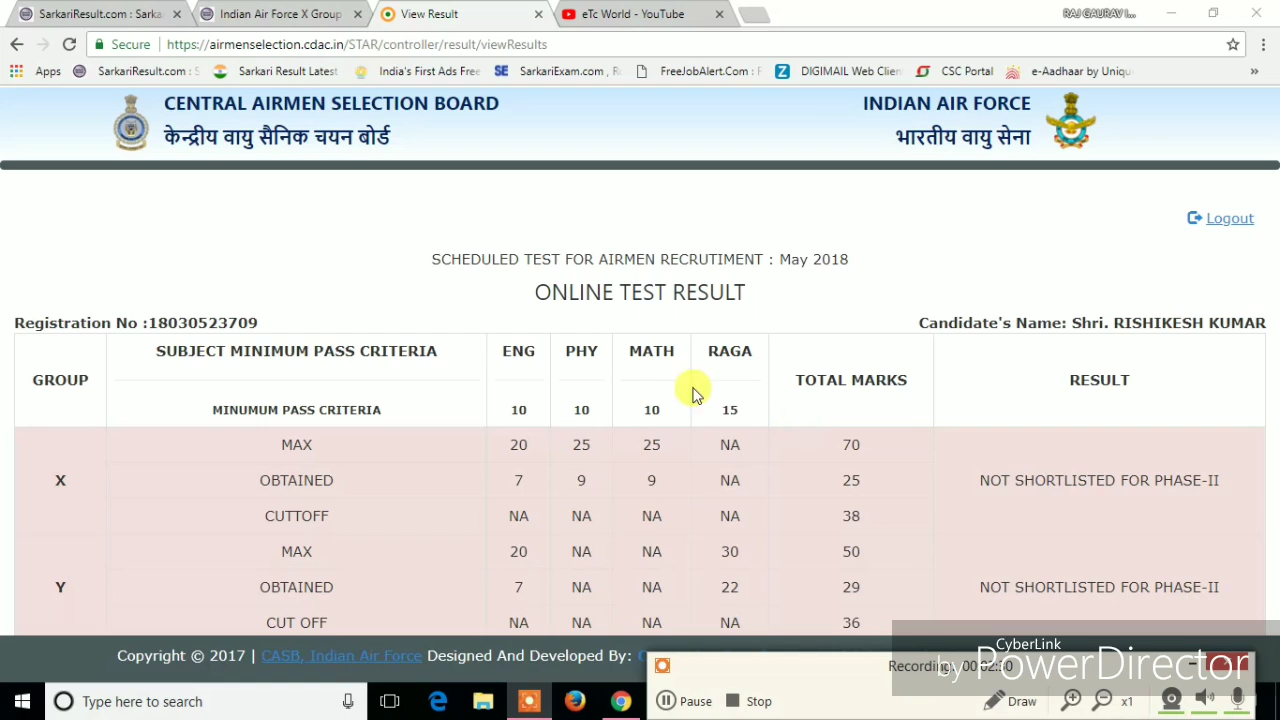 SarkariResult.com : Sarka
Indian Air Force X Group
View Result
eTc World - YouTube
RAJ GAURAV I...
Secure
https://airmenselection.cdac.in/STAR/controller/result/viewResults
Apps
SarkariResult.com : S
Sarkari Result Latest
India's First Ads Free
SE SarkariExam.com , R
FreeJobAlert.Com : F
Z DIGIMAIL Web Clien
CSC Portal
e-Aadhaar by Uniqu
»
CENTRAL AIRMEN SELECTION BOARD
केन्द्रीय वायु सैनिक चयन बोर्ड
INDIAN AIR FORCE
भारतीय वायु सेना
Logout
SCHEDULED TEST FOR AIRMEN RECRUTIMENT : May 2018
ONLINE TEST RESULT
Registration No :18030523709
Candidate's Name: Shri. RISHIKESH KUMAR
GROUP SUBJECT MINIMUM PASS CRITERIA ENG PHY MATH RAGA TOTAL MARKS RESULT
MINUMUM PASS CRITERIA 10 10 10 15
MAX 20 25 25 NA 70
X OBTAINED 7 9 9 NA 25 NOT SHORTLISTED FOR PHASE-II
CUTTOFF NA NA NA NA 38
MAX 20 NA NA 30 50
Y OBTAINED 7 NA NA 22 29 NOT SHORTLISTED FOR PHASE-II
CUT OFF NA NA NA NA 36
Copyright © 2017 | CASB, Indian Air Force Designed And Developed By:
CyberLink
by PowerDirector
Recording
Type here to search
Pause
Stop
Draw
x1